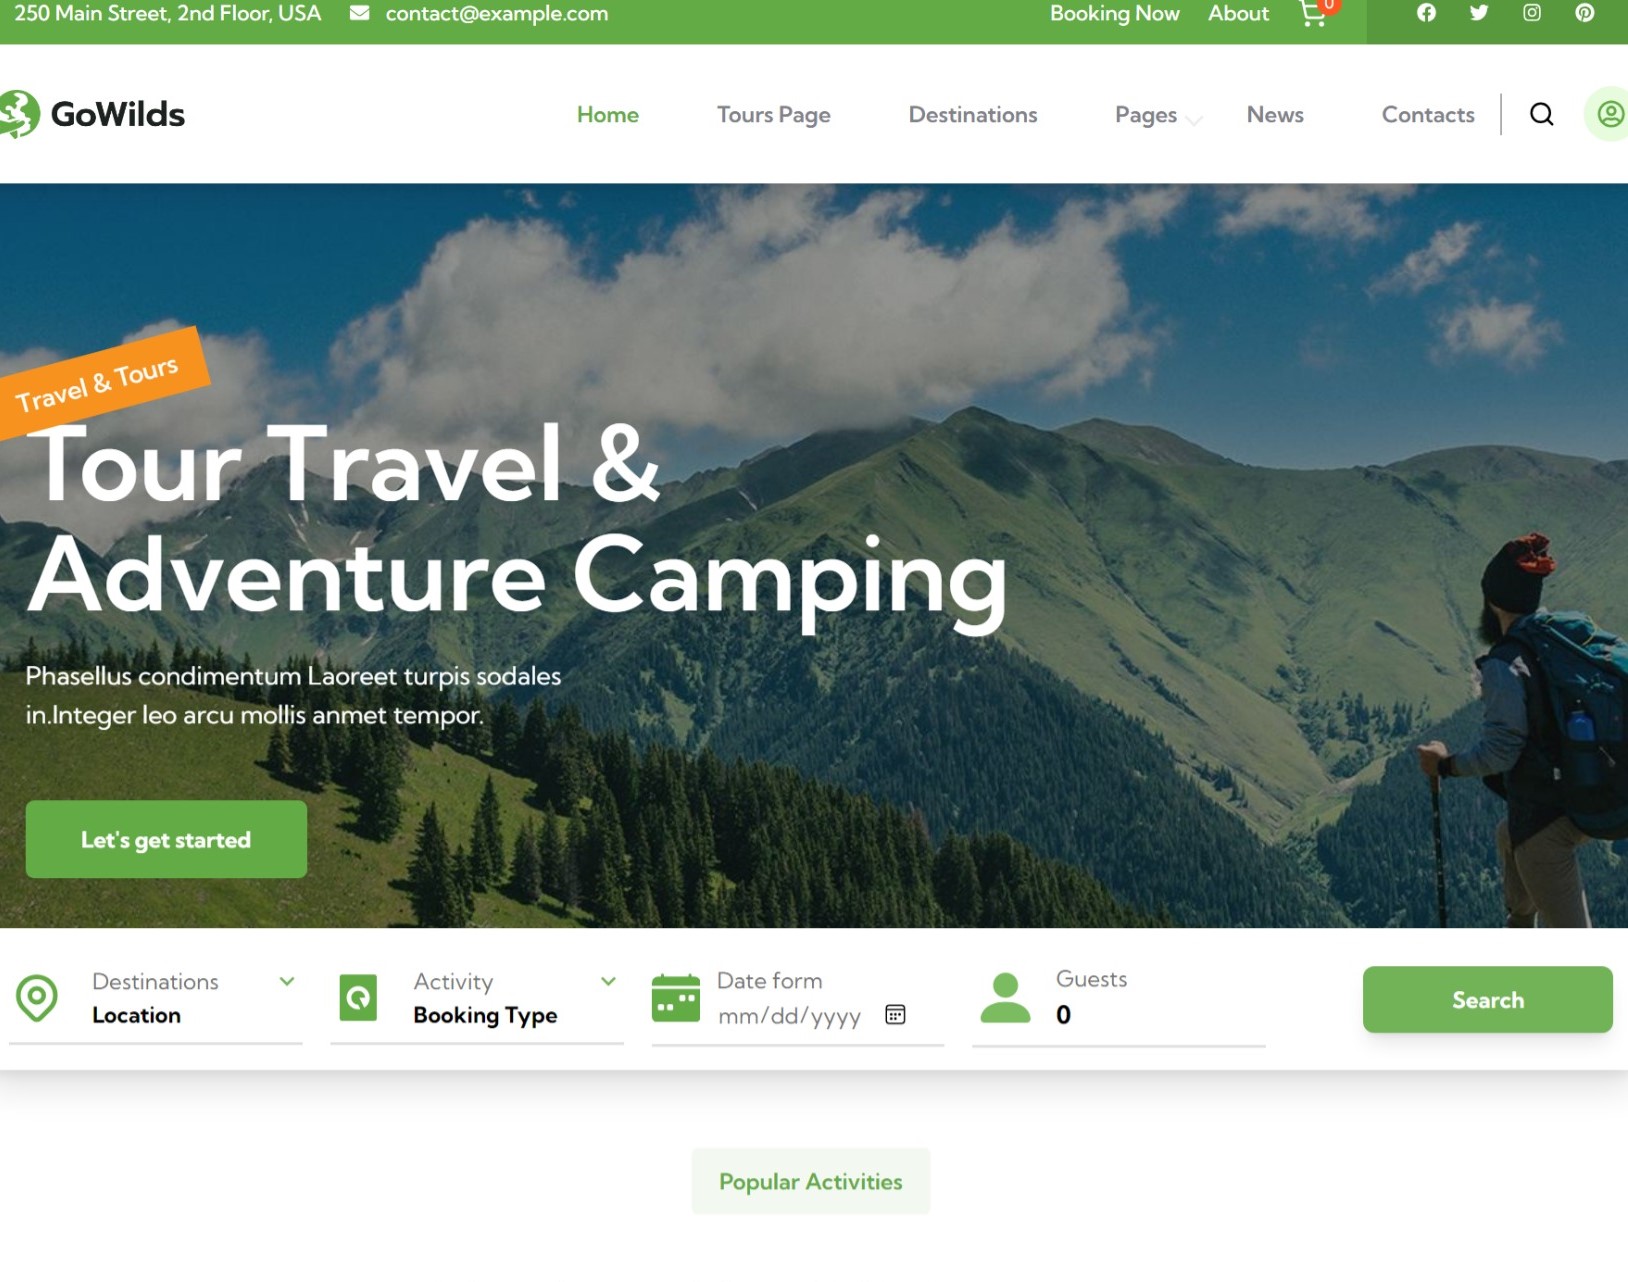 250 Main Street, 2nd Floor, USA contact@example.com Booking Now About 0
GoWilds Home Tours Page Destinations Pages News Contacts
Travel & Tours
Tour Travel &
Adventure Camping
Phasellus condimentum Laoreet turpis sodales
in.Integer leo arcu mollis anmet tempor.
Let's get started
Destinations Activity Date form Guests
Location Booking Type mm/dd/yyyy 0
Search
Popular Activities